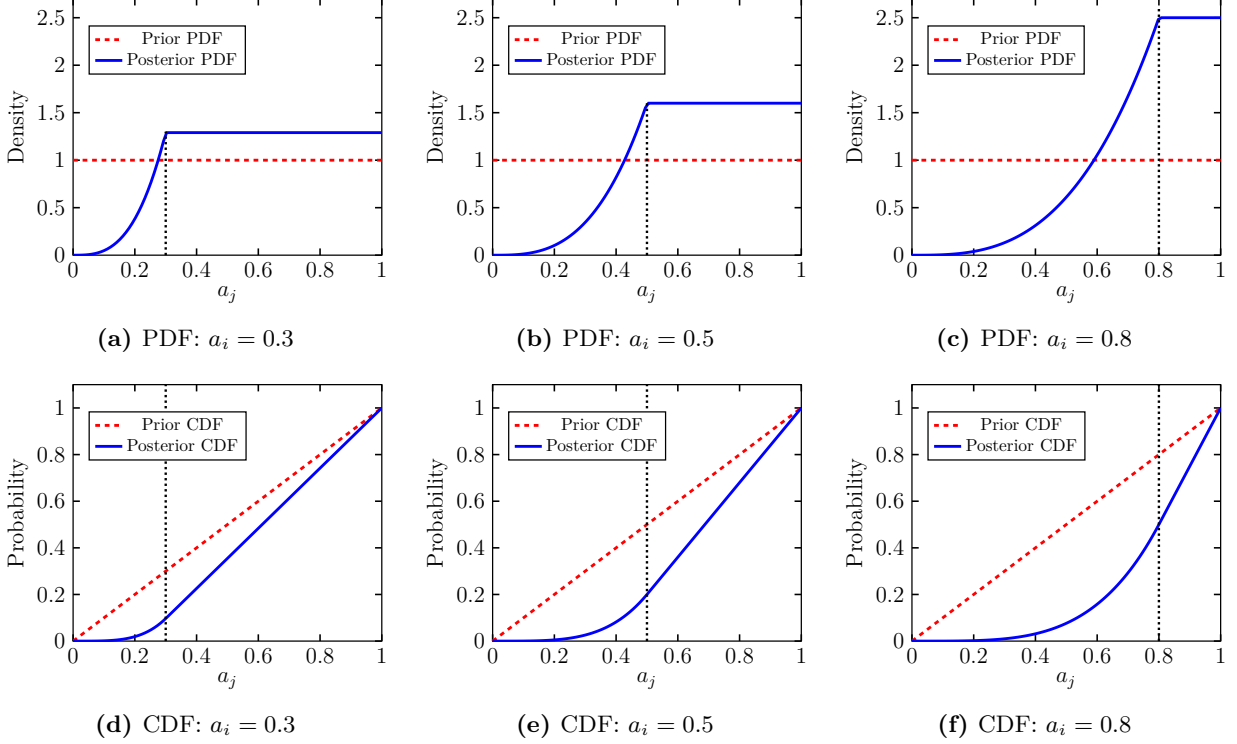 2.5
2
1.5
1
0.5
0
Density
Prior PDF
Posterior PDF
0 0.2 0.4 0.6 0.8 1
a_j
(a) PDF: a_i = 0.3
2.5
2
1.5
1
0.5
0
Density
Prior PDF
Posterior PDF
0 0.2 0.4 0.6 0.8 1
a_j
(b) PDF: a_i = 0.5
2.5
2
1.5
1
0.5
0
Density
Prior PDF
Posterior PDF
0 0.2 0.4 0.6 0.8 1
a_j
(c) PDF: a_i = 0.8
1
0.8
0.6
0.4
0.2
0
Probability
Prior CDF
Posterior CDF
0 0.2 0.4 0.6 0.8 1
a_j
(d) CDF: a_i = 0.3
1
0.8
0.6
0.4
0.2
0
Probability
Prior CDF
Posterior CDF
0 0.2 0.4 0.6 0.8 1
a_j
(e) CDF: a_i = 0.5
1
0.8
0.6
0.4
0.2
0
Probability
Prior CDF
Posterior CDF
0 0.2 0.4 0.6 0.8 1
a_j
(f) CDF: a_i = 0.8